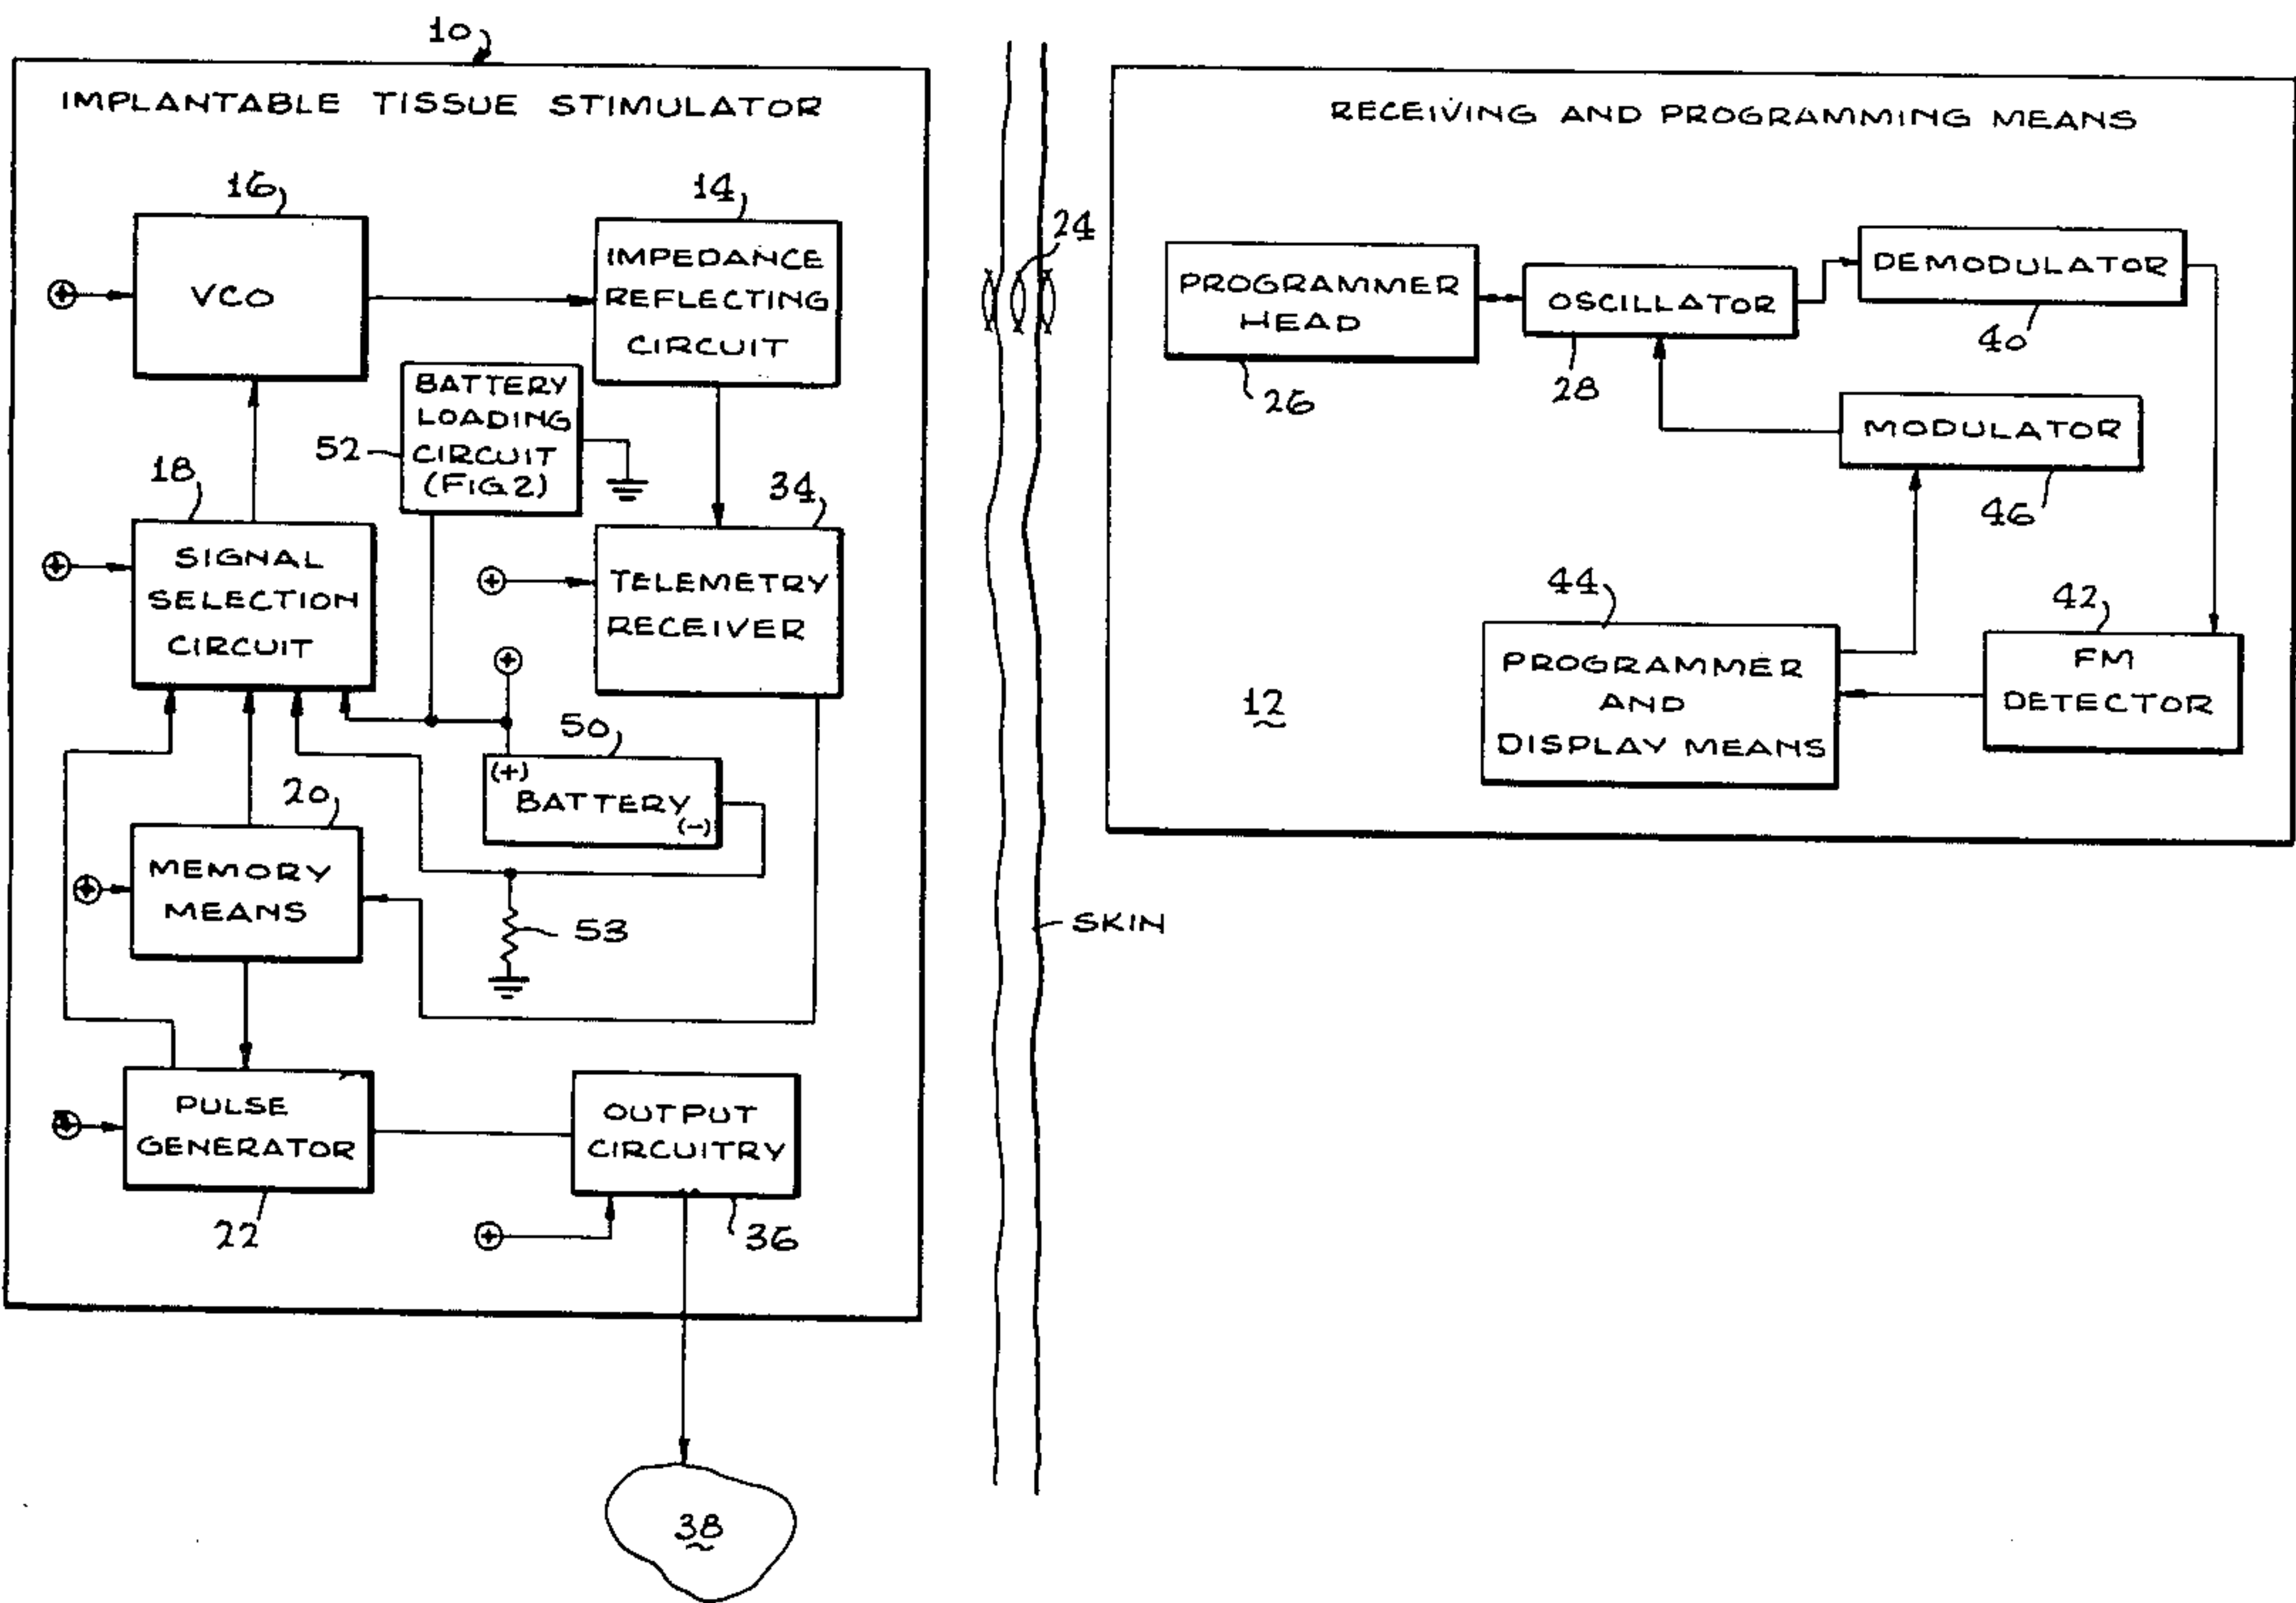 10
IMPLANTABLE TISSUE STIMULATOR
16
VCO
14
IMPEDANCE
REFLECTING
CIRCUIT
BATTERY
LOADING
CIRCUIT
(FIG.2)
52
18
SIGNAL
SELECTION
CIRCUIT
34
TELEMETRY
RECEIVER
50
(+)
BATTERY
(-)
20
MEMORY
MEANS
53
PULSE
GENERATOR
22
OUTPUT
CIRCUITRY
36
38
24
SKIN
RECEIVING AND PROGRAMMING MEANS
PROGRAMMER
HEAD
26
OSCILLATOR
28
DEMODULATOR
40
MODULATOR
46
44
PROGRAMMER
AND
DISPLAY MEANS
42
FM
DETECTOR
12